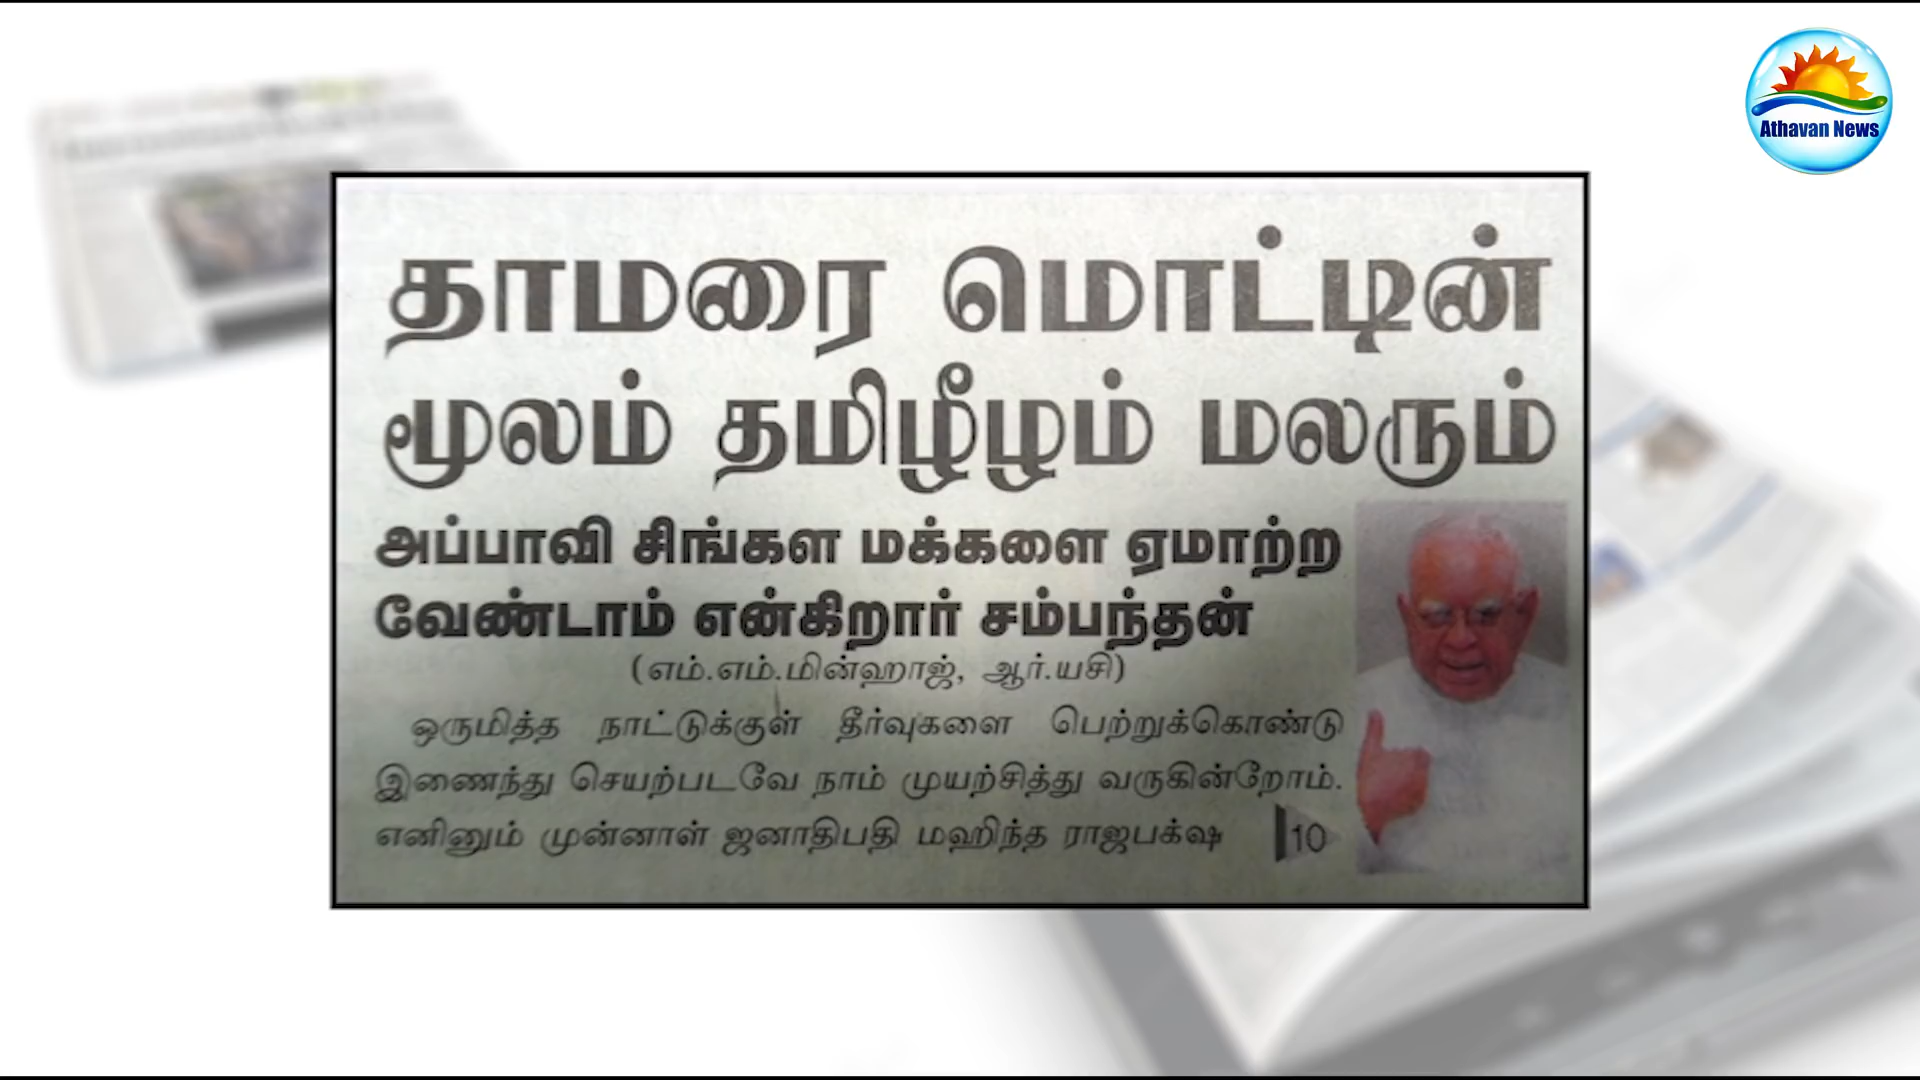 Athavan News
தாமரை மொட்டின்
மூலம் தமிழீழம் மலரும்
அப்பாவி சிங்கள மக்களை ஏமாற்ற
வேண்டாம் என்கிறார் சம்பந்தன்
(எம்.எம்.மின்ஹாஜ், ஆர்.யசி)
ஒருமித்த நாட்டுக்குள் தீர்வுகளை பெற்றுக்கொண்டு
இணைந்து செயற்படவே நாம் முயற்சித்து வருகின்றோம்.
எனினும் முன்னாள் ஜனாதிபதி மஹிந்த ராஜபக்ஷ 10